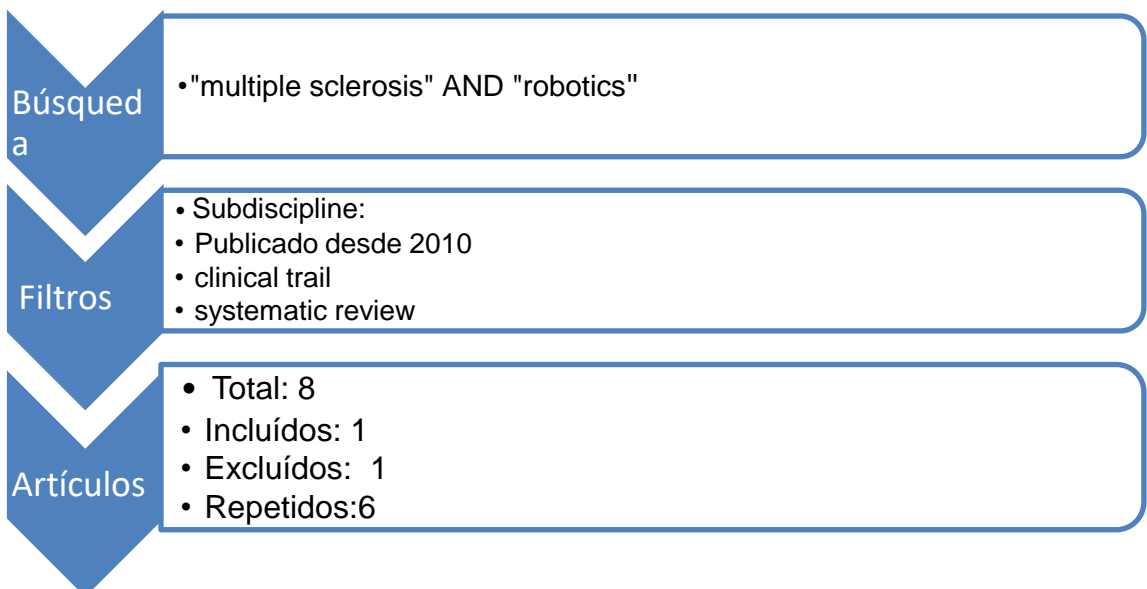 Búsqued
a
•"multiple sclerosis" AND "robotics"
Filtros
• Subdiscipline:
• Publicado desde 2010
• clinical trail
• systematic review
Artículos
• Total: 8
• Incluídos: 1
• Excluídos: 1
• Repetidos:6